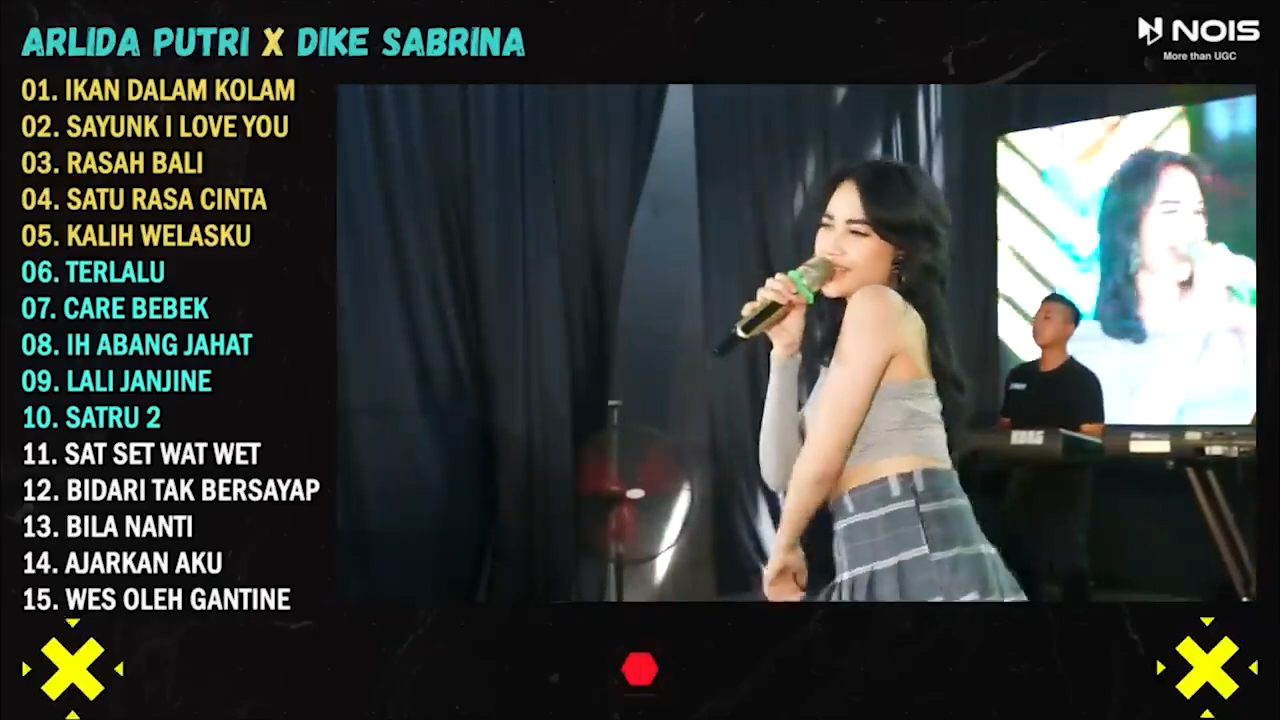 ARLIDA PUTRI X DIKE SABRINA
NOIS
More than UGC
01. IKAN DALAM KOLAM
02. SAYUNK I LOVE YOU
03. RASAH BALI
04. SATU RASA CINTA
05. KALIH WELASKU
06. TERLALU
07. CARE BEBEK
08. IH ABANG JAHAT
09. LALI JANJINE
10. SATRU 2
11. SAT SET WAT WET
12. BIDARI TAK BERSAYAP
13. BILA NANTI
14. AJARKAN AKU
15. WES OLEH GANTINE
KORG